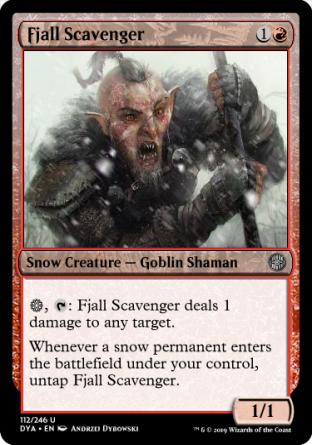 Fjall Scavenger 1
Snow Creature — Goblin Shaman
, : Fjall Scavenger deals 1
damage to any target.
Whenever a snow permanent enters
the battlefield under your control,
untap Fjall Scavenger.
1/1
112/246 U
DYA • EN Andrzej Dybowski
™ & © 2019 Wizards of the Coast